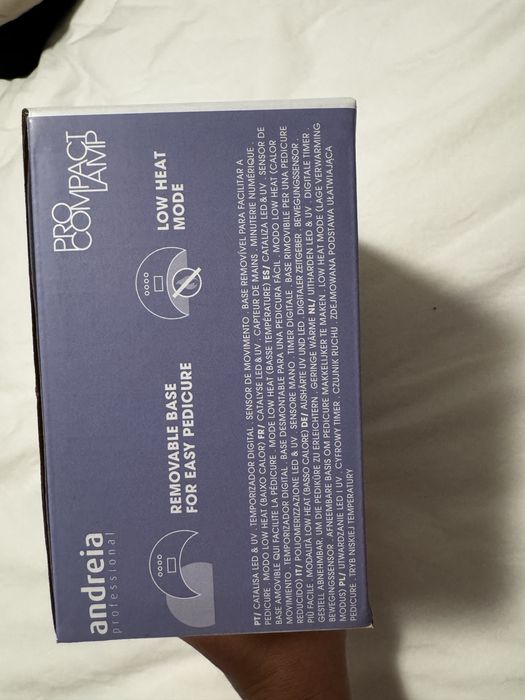 andreia
professional
PRO
COMPACT
LAMP
REMOVABLE BASE
FOR EASY PEDICURE
LOW HEAT
MODE
PT/ CATALISA LED & UV . TEMPORIZADOR DIGITAL . SENSOR DE MOVIMENTO . BASE REMOVÍVEL PARA FACILITAR A
PEDICURE . MODO LOW HEAT (BAIXO CALOR) FR/ CATALYSE LED & UV . CAPTEUR DE MAINS . MINUTERIE NUMÉRIQUE .
BASE AMOVIBLE QUI FACILITE LA PÉDICURE . MODE LOW HEAT (BASSE TEMPÉRATURE) ES/ CATALIZA LED & UV . SENSOR DE
MOVIMIENTO . TEMPORIZADOR DIGITAL . BASE DESMONTABLE PARA UNA PEDICURA FÁCIL . MODO LOW HEAT (CALOR
REDUCIDO) IT/ POLIOMERIZZAZIONE LED & UV . SENSORE MANO . TIMER DIGITALE . BASE RIMOVIBILE PER UNA PEDICURE
PIÙ FACILE . MODALITÀ LOW HEAT (BASSO CALORE) DE/ AUSHÄRTE UV UND LED . DIGITALER ZEITGEBER . BEWEGUNGSSENSOR .
GESTELL ABNEHMBAR, UM DIE PEDIKÜRE ZU ERLEICHTERN . GERINGE WÄRME NL/ UITHARDEN LED & UV . DIGITALE TIMER .
BEWEGINGSSENSOR . AFNEEMBARE BASIS OM PEDICURE MAKKELIJKER TE MAKEN . LOW HEAT MODE (LAGE VERWARMING
MODUS) PL/ UTWARDZANIE LED I UV . CYFROWY TIMER . CZUJNIK RUCHU . ZDEJMOWANA PODSTAWA UŁATWIAJĄCA
PEDICURE . TRYB NISKIEJ TEMPERATURY